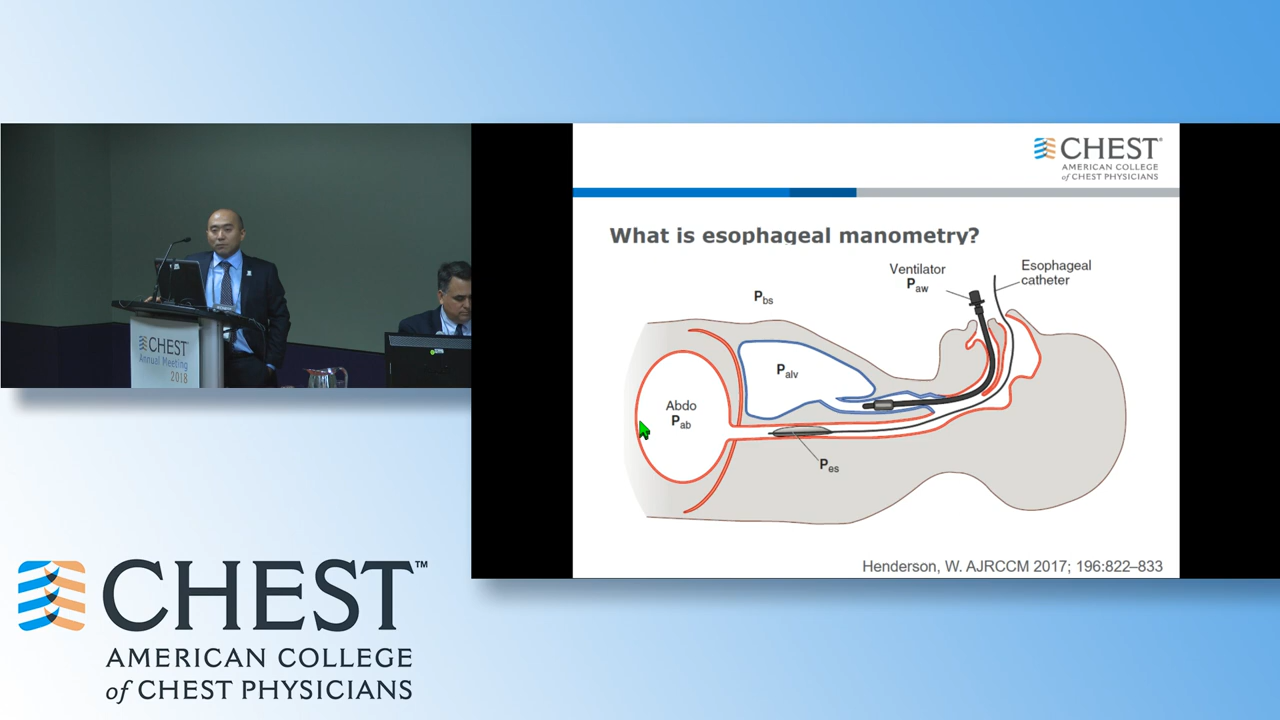 CHEST
Annual Meeting
2018
CHEST™
AMERICAN COLLEGE
of CHEST PHYSICIANS
CHEST®
AMERICAN COLLEGE
of CHEST PHYSICIANS
What is esophageal manometry?
Ventilator
Paw
Esophageal
catheter
Pbs
Palv
Abdo
Pab
Pes
Henderson, W. AJRCCM 2017; 196:822–833